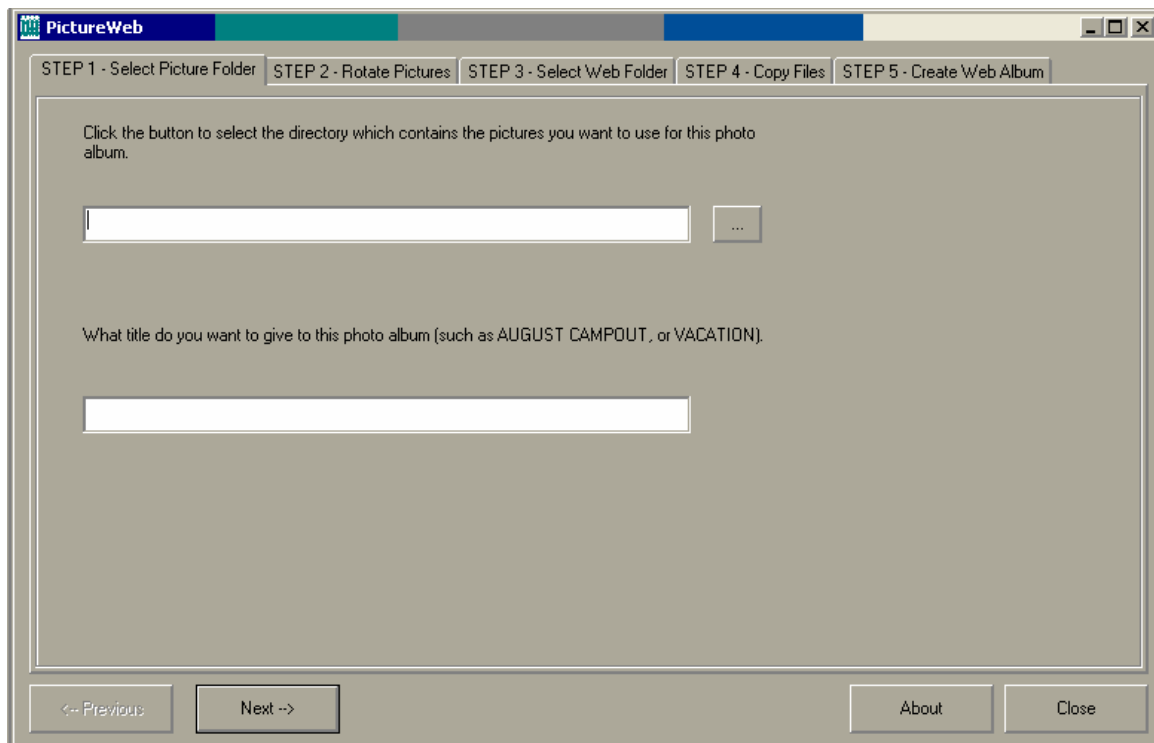 PictureWeb
STEP 1 - Select Picture Folder
STEP 2 - Rotate Pictures
STEP 3 - Select Web Folder
STEP 4 - Copy Files
STEP 5 - Create Web Album
Click the button to select the directory which contains the pictures you want to use for this photo
album.
...
What title do you want to give to this photo album (such as AUGUST CAMPOUT, or VACATION).
<-- Previous
Next -->
About
Close